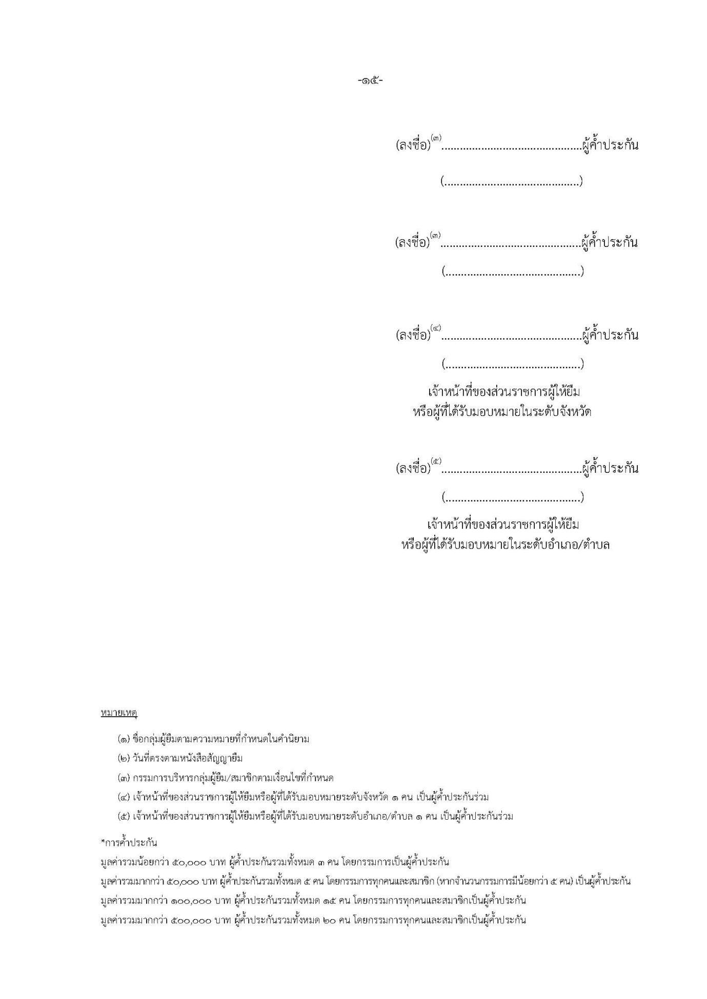 -๑๕-
(ลงชื่อ)(๓)..............................................ผู้ค้ำประกัน
(............................................)
(ลงชื่อ)(๓)..............................................ผู้ค้ำประกัน
(............................................)
(ลงชื่อ)(๔)..............................................ผู้ค้ำประกัน
(............................................)
เจ้าหน้าที่ของส่วนราชการผู้ให้ยืม
หรือผู้ที่ได้รับมอบหมายในระดับจังหวัด
(ลงชื่อ)(๕)..............................................ผู้ค้ำประกัน
(............................................)
เจ้าหน้าที่ของส่วนราชการผู้ให้ยืม
หรือผู้ที่ได้รับมอบหมายในระดับอำเภอ/ตำบล
หมายเหตุ
(๑) ชื่อกลุ่มผู้ยืมตามความหมายที่กำหนดในคำนิยาม
(๒) วันที่ตรงตามหนังสือสัญญายืม
(๓) กรรมการบริหารกลุ่มผู้ยืม/สมาชิกตามเงื่อนไขที่กำหนด
(๔) เจ้าหน้าที่ของส่วนราชการผู้ให้ยืมหรือผู้ที่ได้รับมอบหมายระดับจังหวัด ๑ คน เป็นผู้ค้ำประกันร่วม
(๕) เจ้าหน้าที่ของส่วนราชการผู้ให้ยืมหรือผู้ที่ได้รับมอบหมายระดับอำเภอ/ตำบล ๑ คน เป็นผู้ค้ำประกันร่วม
*การค้ำประกัน
มูลค่ารวมน้อยกว่า ๕๐,๐๐๐ บาท ผู้ค้ำประกันรวมทั้งหมด ๓ คน โดยกรรมการเป็นผู้ค้ำประกัน
มูลค่ารวมมากกว่า ๕๐,๐๐๐ บาท ผู้ค้ำประกันรวมทั้งหมด ๕ คน โดยกรรมการทุกคนและสมาชิก (หากจำนวนกรรมการมีน้อยกว่า ๕ คน) เป็นผู้ค้ำประกัน
มูลค่ารวมมากกว่า ๑๐๐,๐๐๐ บาท ผู้ค้ำประกันรวมทั้งหมด ๑๕ คน โดยกรรมการทุกคนและสมาชิกเป็นผู้ค้ำประกัน
มูลค่ารวมมากกว่า ๕๐๐,๐๐๐ บาท ผู้ค้ำประกันรวมทั้งหมด ๒๐ คน โดยกรรมการทุกคนและสมาชิกเป็นผู้ค้ำประกัน